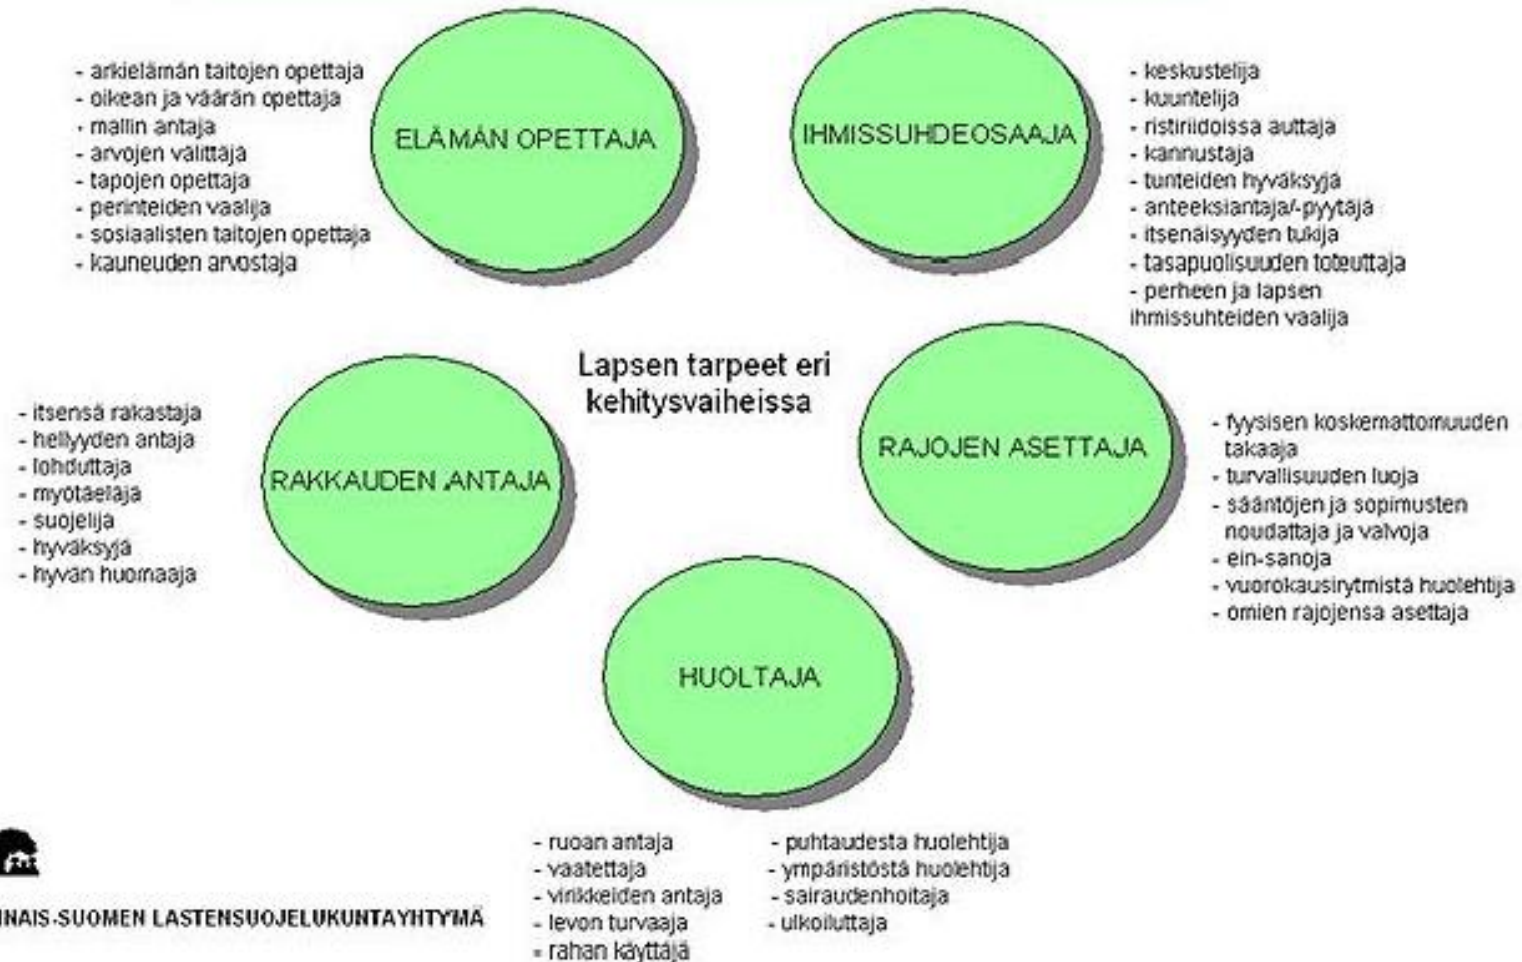 - arkielämän taitojen opettaja
- oikean ja väärän opettaja
- mallin antaja
- arvojen välittäjä
- tapojen opettaja
- perinteiden vaalija
- sosiaalisten taitojen opettaja
- kauneuden arvostaja
ELÄMÄN OPETTAJA
IHMISSUHDEOSAAJA
- keskustelija
- kuuntelija
- ristiriidoissa auttaja
- kannustaja
- tunteiden hyväksyjä
- anteeksiantaja/-pyytäjä
- itsenäisyyden tukija
- tasapuolisuuden toteuttaja
- perheen ja lapsen
ihmissuhteiden vaalija
Lapsen tarpeet eri
kehitysvaiheissa
- itsensä rakastaja
- hellyyden antaja
- lohduttaja
- myötäeläjä
- suojelija
- hyväksyjä
- hyvän huomaaja
RAKKAUDEN ANTAJA
RAJOJEN ASETTAJA
- fyysisen koskemattomuuden
takaaja
- turvallisuuden luoja
- sääntöjen ja sopimusten
noudattaja ja valvoja
- ein-sanoja
- vuorokausirytmistä huolehtija
- omien rajojensa asettaja
HUOLTAJA
- ruoan antaja
- vaatettaja
- virikkeiden antaja
- levon turvaaja
- rahan käyttäjä
- puhtaudesta huolehtija
- ympäristöstä huolehtija
- sairaudenhoitaja
- ulkoiluttaja
INAIS-SUOMEN LASTENSUOJELUKUNTAYHTYMÄ